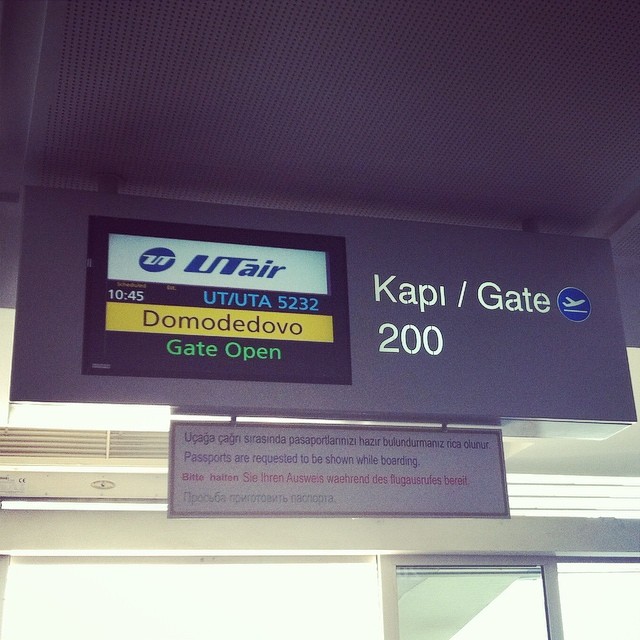 UT UTair
Scheduled Est.
10:45 UT/UTA 5232
Domodedovo
Gate Open
Kapı / Gate
200
Uçağa çağrı sırasında pasaportlarınızı hazır bulundurmanız rica olunur.
Passports are requested to be shown while boarding.
Bitte halten Sie Ihren Ausweis waehrend des flugausrufes bereit.
Просьба приготовить паспорта.